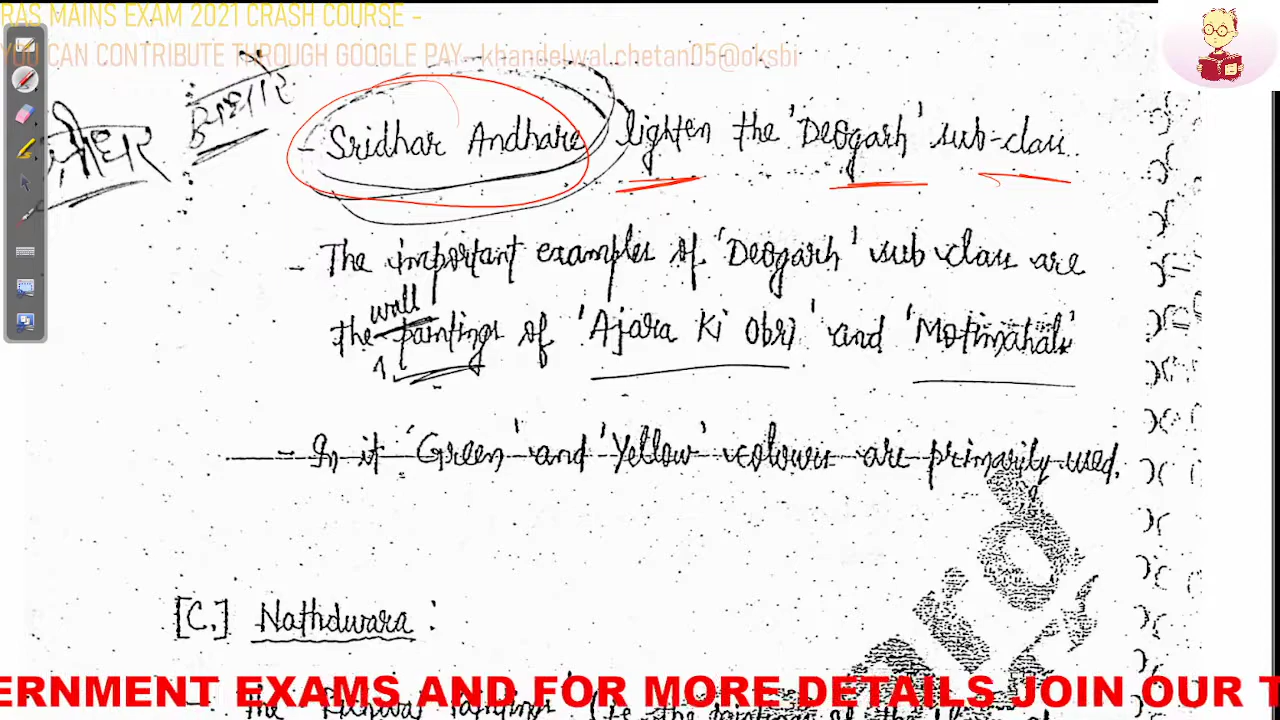 RAS MAINS EXAM 2021 CRASH COURSE -
YOU CAN CONTRIBUTE THROUGH GOOGLE PAY- khandelwal.chetan05@oksbi
श्रीधर अंधारे
- Sridhar Andhare lighten the 'Deogarh' sub-class.
- The important examples of 'Deogarh' sub class are
wall
the paintings of 'Ajara Ki Obri' and 'Motimahal'
- In it 'Green' and 'Yellow' colours are primarily used.
[C.] Nathdwara :
ERNMENT EXAMS AND FOR MORE DETAILS JOIN OUR T
- The paintings